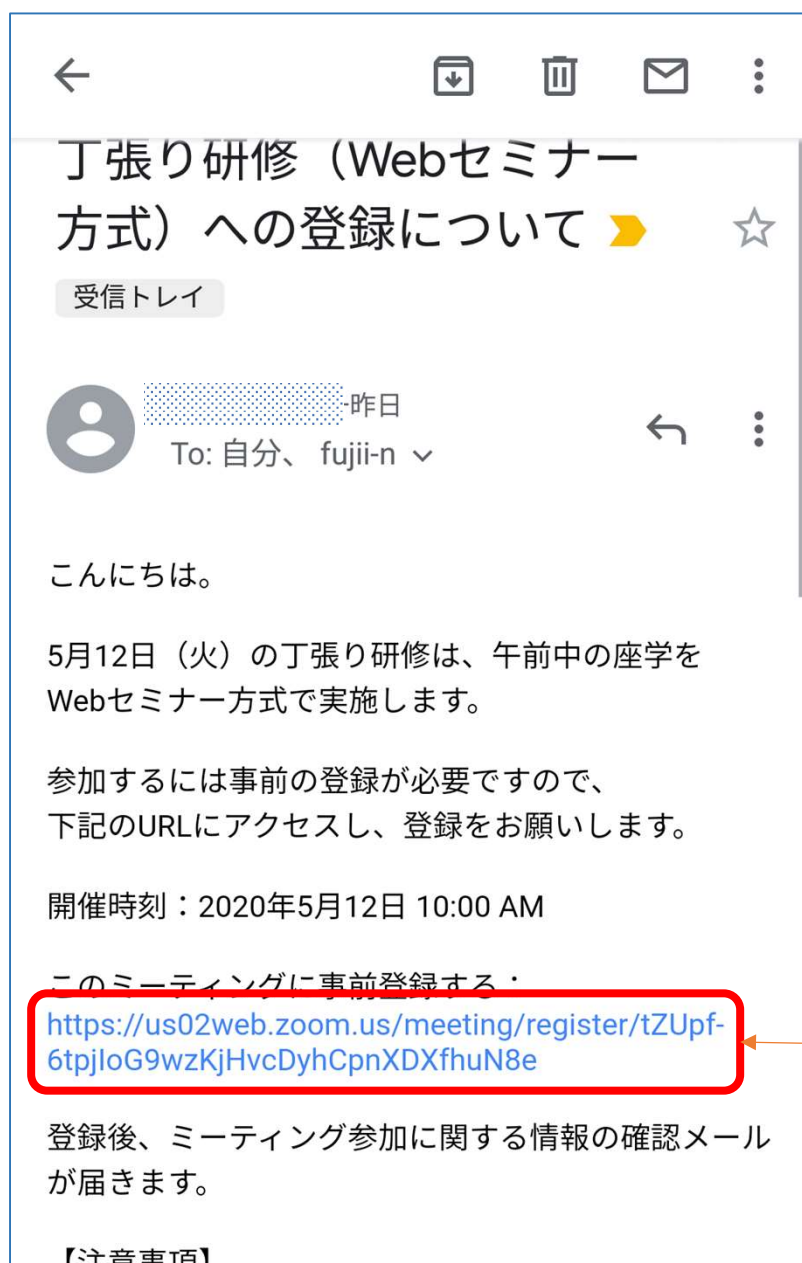 丁張り研修（Webセミナー
方式）への登録について
受信トレイ
-昨日
To: 自分、 fujii-n
こんにちは。
5月12日（火）の丁張り研修は、午前中の座学を
Webセミナー方式で実施します。
参加するには事前の登録が必要ですので、
下記のURLにアクセスし、登録をお願いします。
開催時刻：2020年5月12日 10:00 AM
このミーティングに事前登録する：
https://us02web.zoom.us/meeting/register/tZUpf-
6tpjIoG9wzKjHvcDyhCpnXDXfhuN8e
登録後、ミーティング参加に関する情報の確認メール
が届きます。
【注意事項】